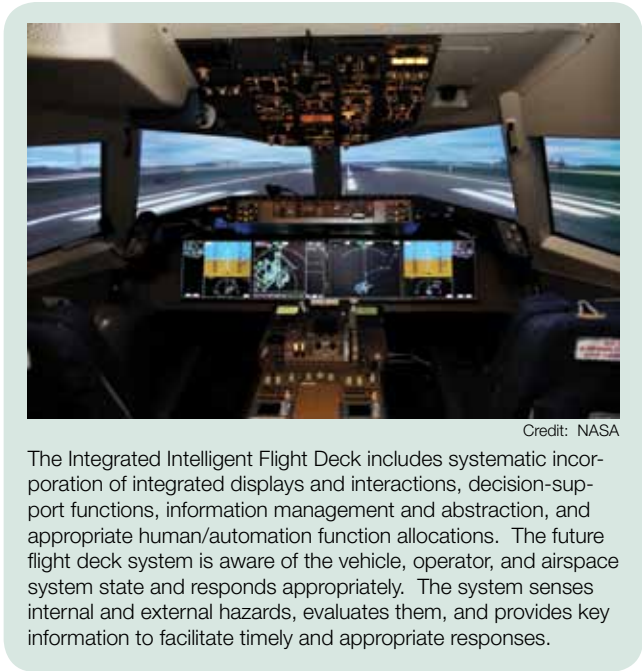 Credit: NASA
The Integrated Intelligent Flight Deck includes systematic incor-
poration of integrated displays and interactions, decision-sup-
port functions, information management and abstraction, and
appropriate human/automation function allocations. The future
flight deck system is aware of the vehicle, operator, and airspace
system state and responds appropriately. The system senses
internal and external hazards, evaluates them, and provides key
information to facilitate timely and appropriate responses.